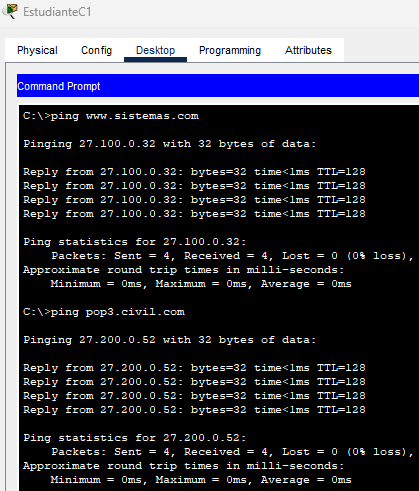 EstudianteC1
Physical Config Desktop Programming Attributes
Command Prompt
C:\>ping www.sistemas.com
Pinging 27.100.0.32 with 32 bytes of data:
Reply from 27.100.0.32: bytes=32 time<1ms TTL=128
Reply from 27.100.0.32: bytes=32 time<1ms TTL=128
Reply from 27.100.0.32: bytes=32 time<1ms TTL=128
Reply from 27.100.0.32: bytes=32 time<1ms TTL=128
Ping statistics for 27.100.0.32:
Packets: Sent = 4, Received = 4, Lost = 0 (0% loss),
Approximate round trip times in milli-seconds:
Minimum = 0ms, Maximum = 0ms, Average = 0ms
C:\>ping pop3.civil.com
Pinging 27.200.0.52 with 32 bytes of data:
Reply from 27.200.0.52: bytes=32 time<1ms TTL=128
Reply from 27.200.0.52: bytes=32 time<1ms TTL=128
Reply from 27.200.0.52: bytes=32 time<1ms TTL=128
Reply from 27.200.0.52: bytes=32 time<1ms TTL=128
Ping statistics for 27.200.0.52:
Packets: Sent = 4, Received = 4, Lost = 0 (0% loss),
Approximate round trip times in milli-seconds:
Minimum = 0ms, Maximum = 0ms, Average = 0ms